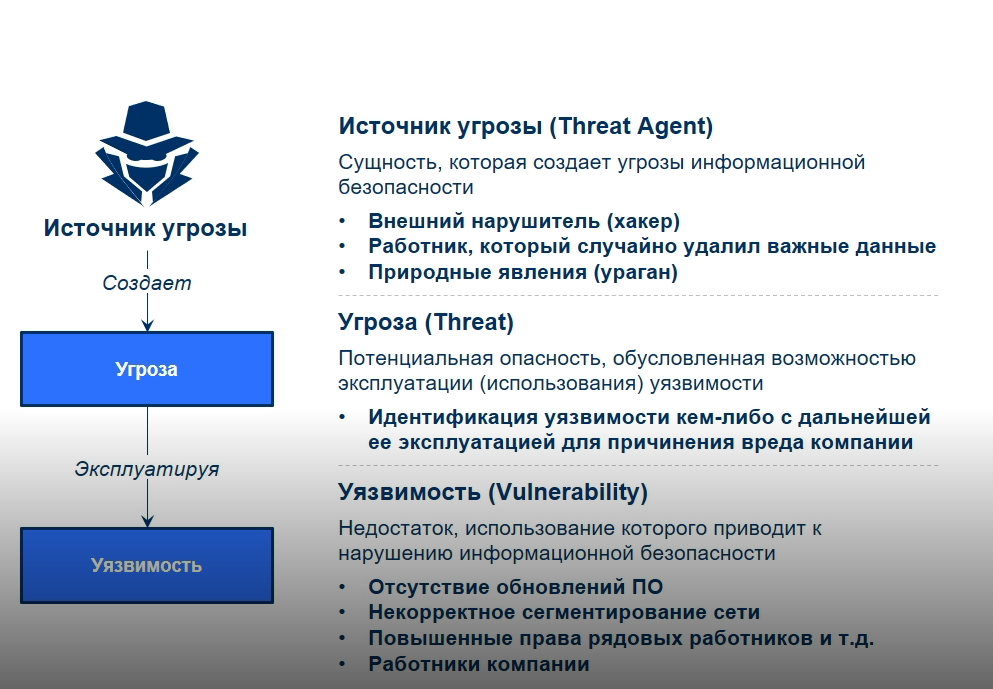 Источник угрозы
Создает
Угроза
Эксплуатируя
Уязвимость
Источник угрозы (Threat Agent)
Сущность, которая создает угрозы информационной
безопасности
• Внешний нарушитель (хакер)
• Работник, который случайно удалил важные данные
• Природные явления (ураган)
Угроза (Threat)
Потенциальная опасность, обусловленная возможностью
эксплуатации (использования) уязвимости
• Идентификация уязвимости кем-либо с дальнейшей
ее эксплуатацией для причинения вреда компании
Уязвимость (Vulnerability)
Недостаток, использование которого приводит к
нарушению информационной безопасности
• Отсутствие обновлений ПО
• Некорректное сегментирование сети
• Повышенные права рядовых работников и т.д.
• Работники компании